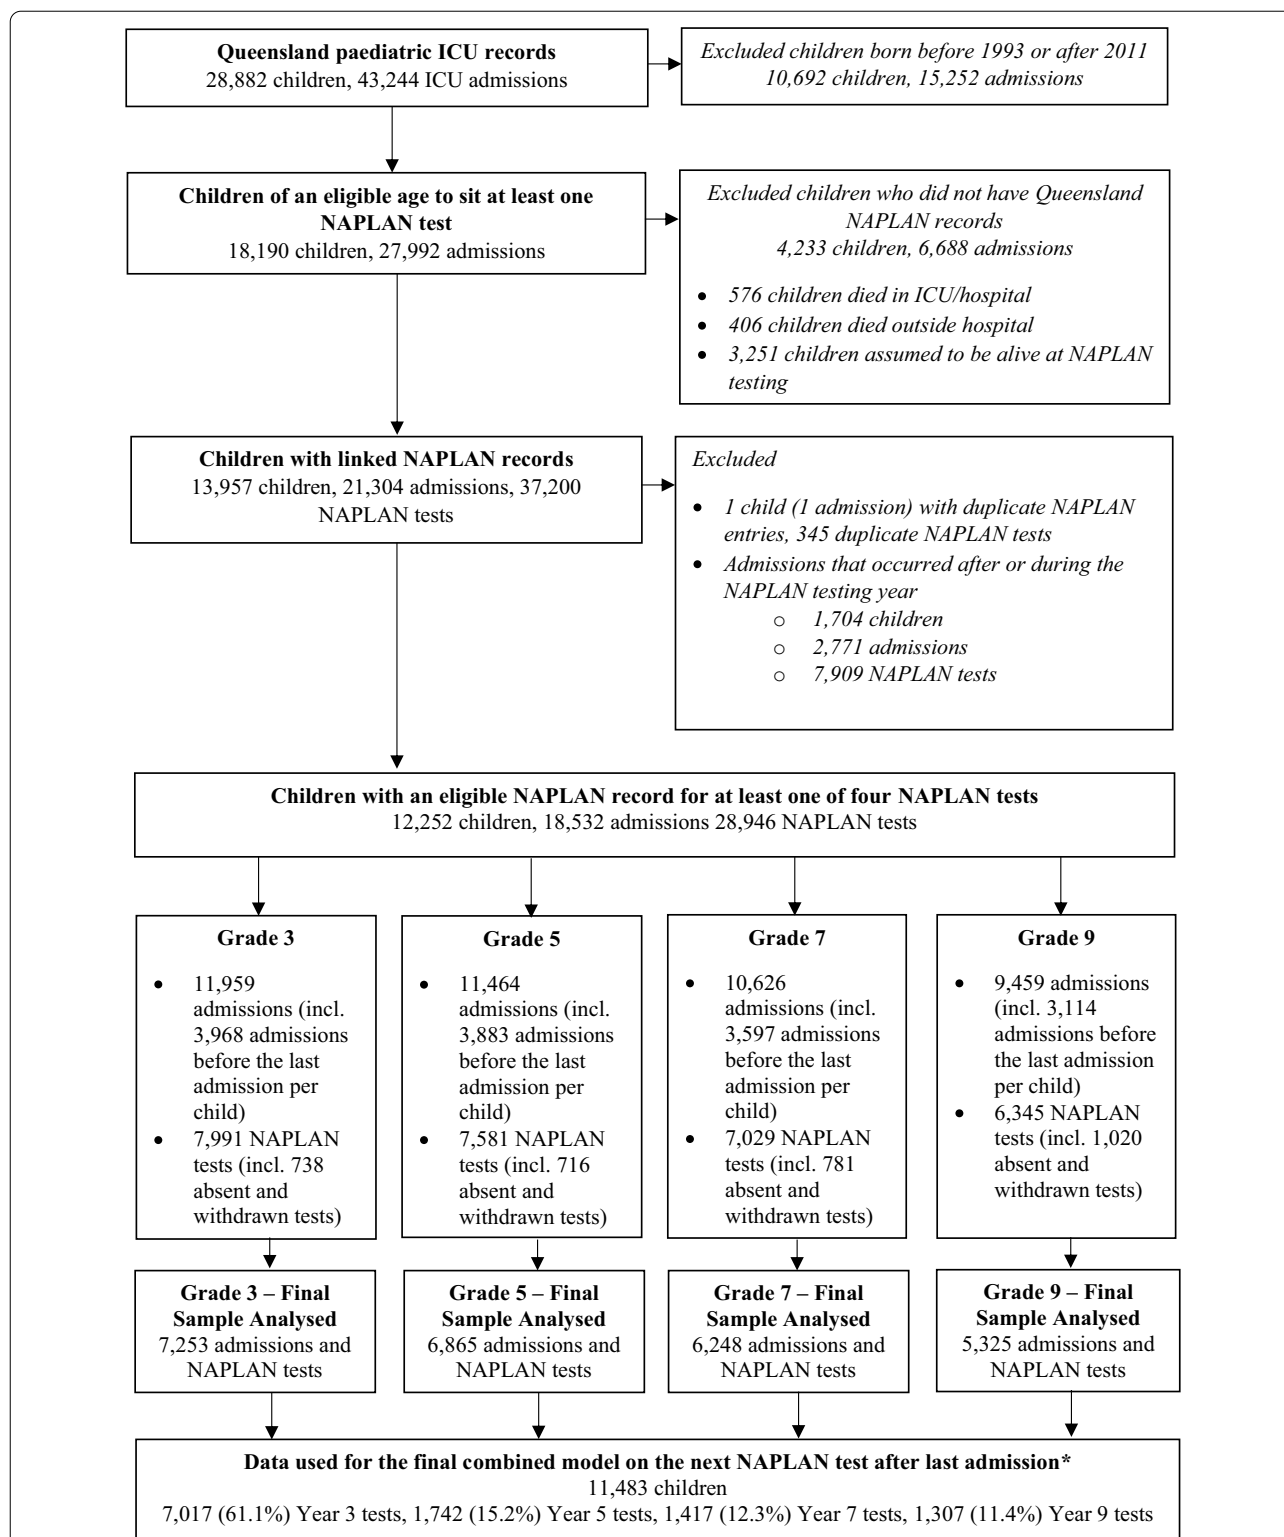 Queensland paediatric ICU records
28,882 children, 43,244 ICU admissions
Excluded children born before 1993 or after 2011
10,692 children, 15,252 admissions
Children of an eligible age to sit at least one
NAPLAN test
18,190 children, 27,992 admissions
Excluded children who did not have Queensland
NAPLAN records
4,233 children, 6,688 admissions
• 576 children died in ICU/hospital
• 406 children died outside hospital
• 3,251 children assumed to be alive at NAPLAN
testing
Children with linked NAPLAN records
13,957 children, 21,304 admissions, 37,200
NAPLAN tests
Excluded
• 1 child (1 admission) with duplicate NAPLAN
entries, 345 duplicate NAPLAN tests
• Admissions that occurred after or during the
NAPLAN testing year
o 1,704 children
o 2,771 admissions
o 7,909 NAPLAN tests
Children with an eligible NAPLAN record for at least one of four NAPLAN tests
12,252 children, 18,532 admissions 28,946 NAPLAN tests
Grade 3
• 11,959
admissions (incl.
3,968 admissions
before the last
admission per
child)
• 7,991 NAPLAN
tests (incl. 738
absent and
withdrawn tests)
Grade 5
• 11,464
admissions (incl.
3,883 admissions
before the last
admission per
child)
• 7,581 NAPLAN
tests (incl. 716
absent and
withdrawn tests)
Grade 7
• 10,626
admissions (incl.
3,597 admissions
before the last
admission per
child)
• 7,029 NAPLAN
tests (incl. 781
absent and
withdrawn tests)
Grade 9
• 9,459 admissions
(incl. 3,114
admissions before
the last admission
per child)
• 6,345 NAPLAN
tests (incl. 1,020
absent and
withdrawn tests)
Grade 3 – Final
Sample Analysed
7,253 admissions and
NAPLAN tests
Grade 5 – Final
Sample Analysed
6,865 admissions and
NAPLAN tests
Grade 7 – Final
Sample Analysed
6,248 admissions and
NAPLAN tests
Grade 9 – Final
Sample Analysed
5,325 admissions and
NAPLAN tests
Data used for the final combined model on the next NAPLAN test after last admission*
11,483 children
7,017 (61.1%) Year 3 tests, 1,742 (15.2%) Year 5 tests, 1,417 (12.3%) Year 7 tests, 1,307 (11.4%) Year 9 tests